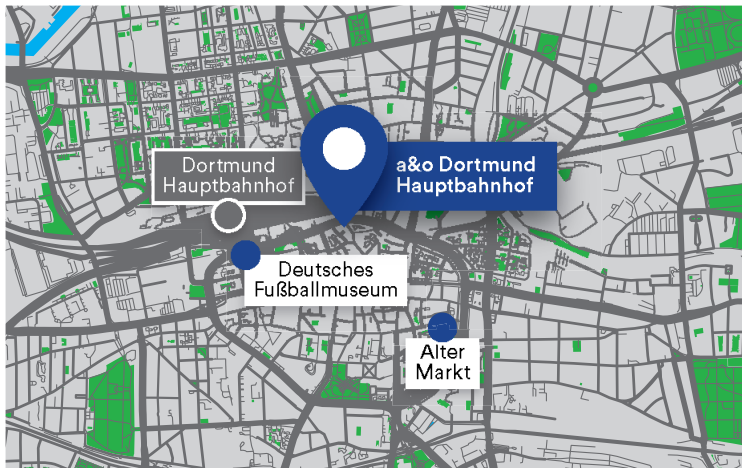 Dortmund
Hauptbahnhof
a&o Dortmund
Hauptbahnhof
Deutsches
Fußballmuseum
Alter
Markt